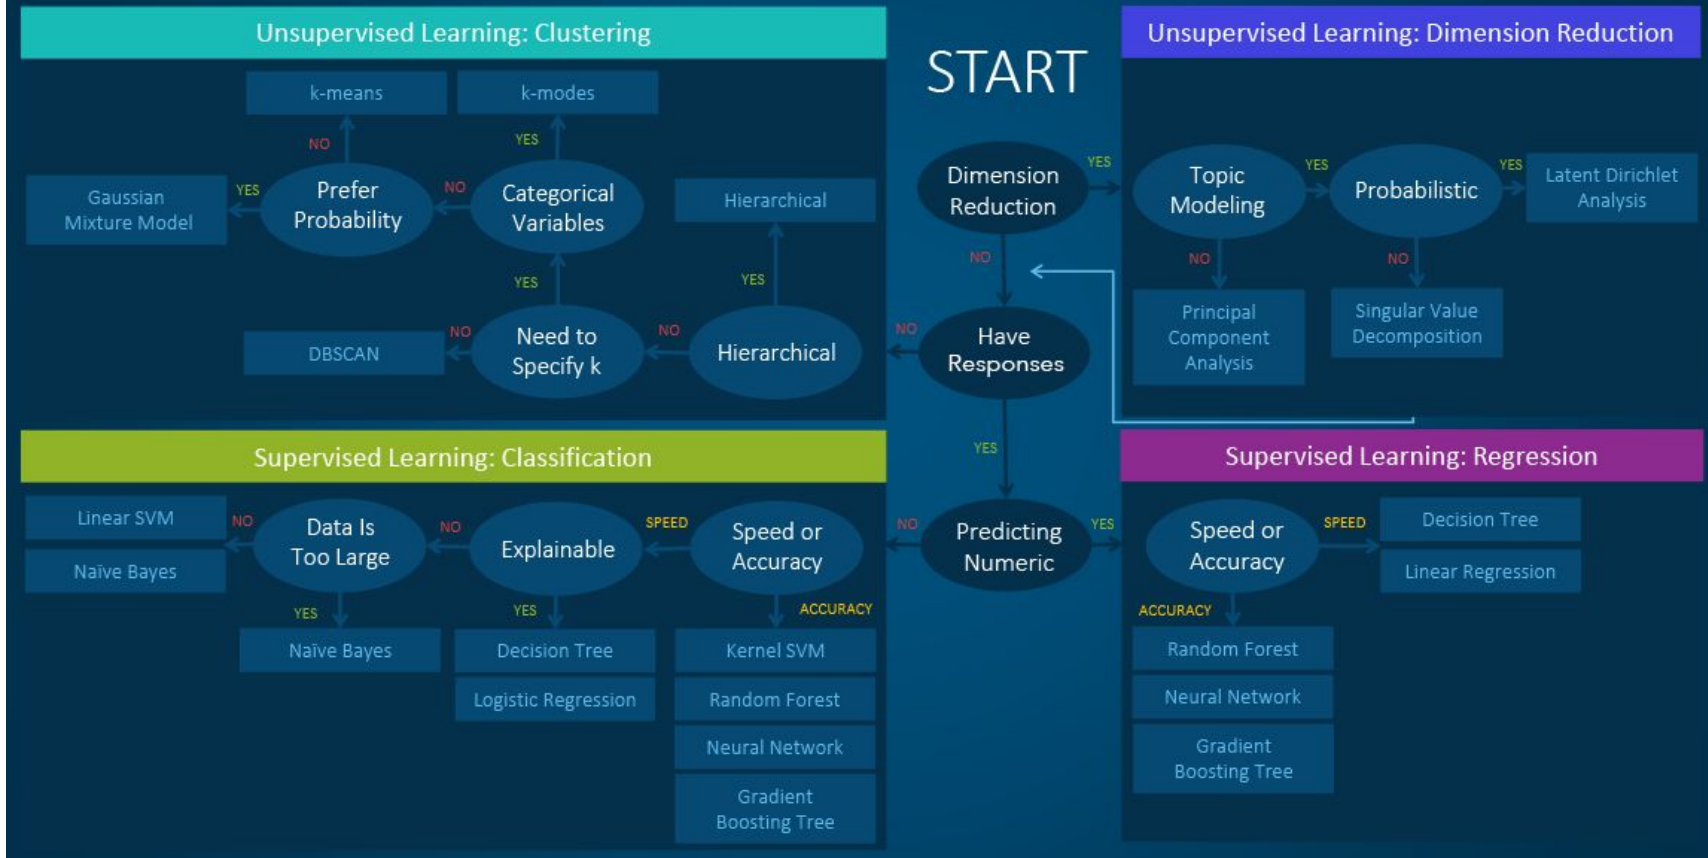 Unsupervised Learning: Clustering
k-means
k-modes
NO
YES
Gaussian
Mixture Model
YES
Prefer
Probability
NO
Categorical
Variables
Hierarchical
YES
YES
DBSCAN
NO
Need to
Specify k
NO
Hierarchical
START
Dimension
Reduction
YES
NO
NO
Have
Responses
YES
NO
Predicting
Numeric
YES
Unsupervised Learning: Dimension Reduction
Topic
Modeling
YES
Probabilistic
YES
Latent Dirichlet
Analysis
NO
NO
Principal
Component
Analysis
Singular Value
Decomposition
Supervised Learning: Classification
Linear SVM
Naïve Bayes
NO
Data Is
Too Large
NO
Explainable
SPEED
Speed or
Accuracy
YES
YES
ACCURACY
Naïve Bayes
Decision Tree
Logistic Regression
Kernel SVM
Random Forest
Neural Network
Gradient
Boosting Tree
Supervised Learning: Regression
Speed or
Accuracy
SPEED
Decision Tree
Linear Regression
ACCURACY
Random Forest
Neural Network
Gradient
Boosting Tree